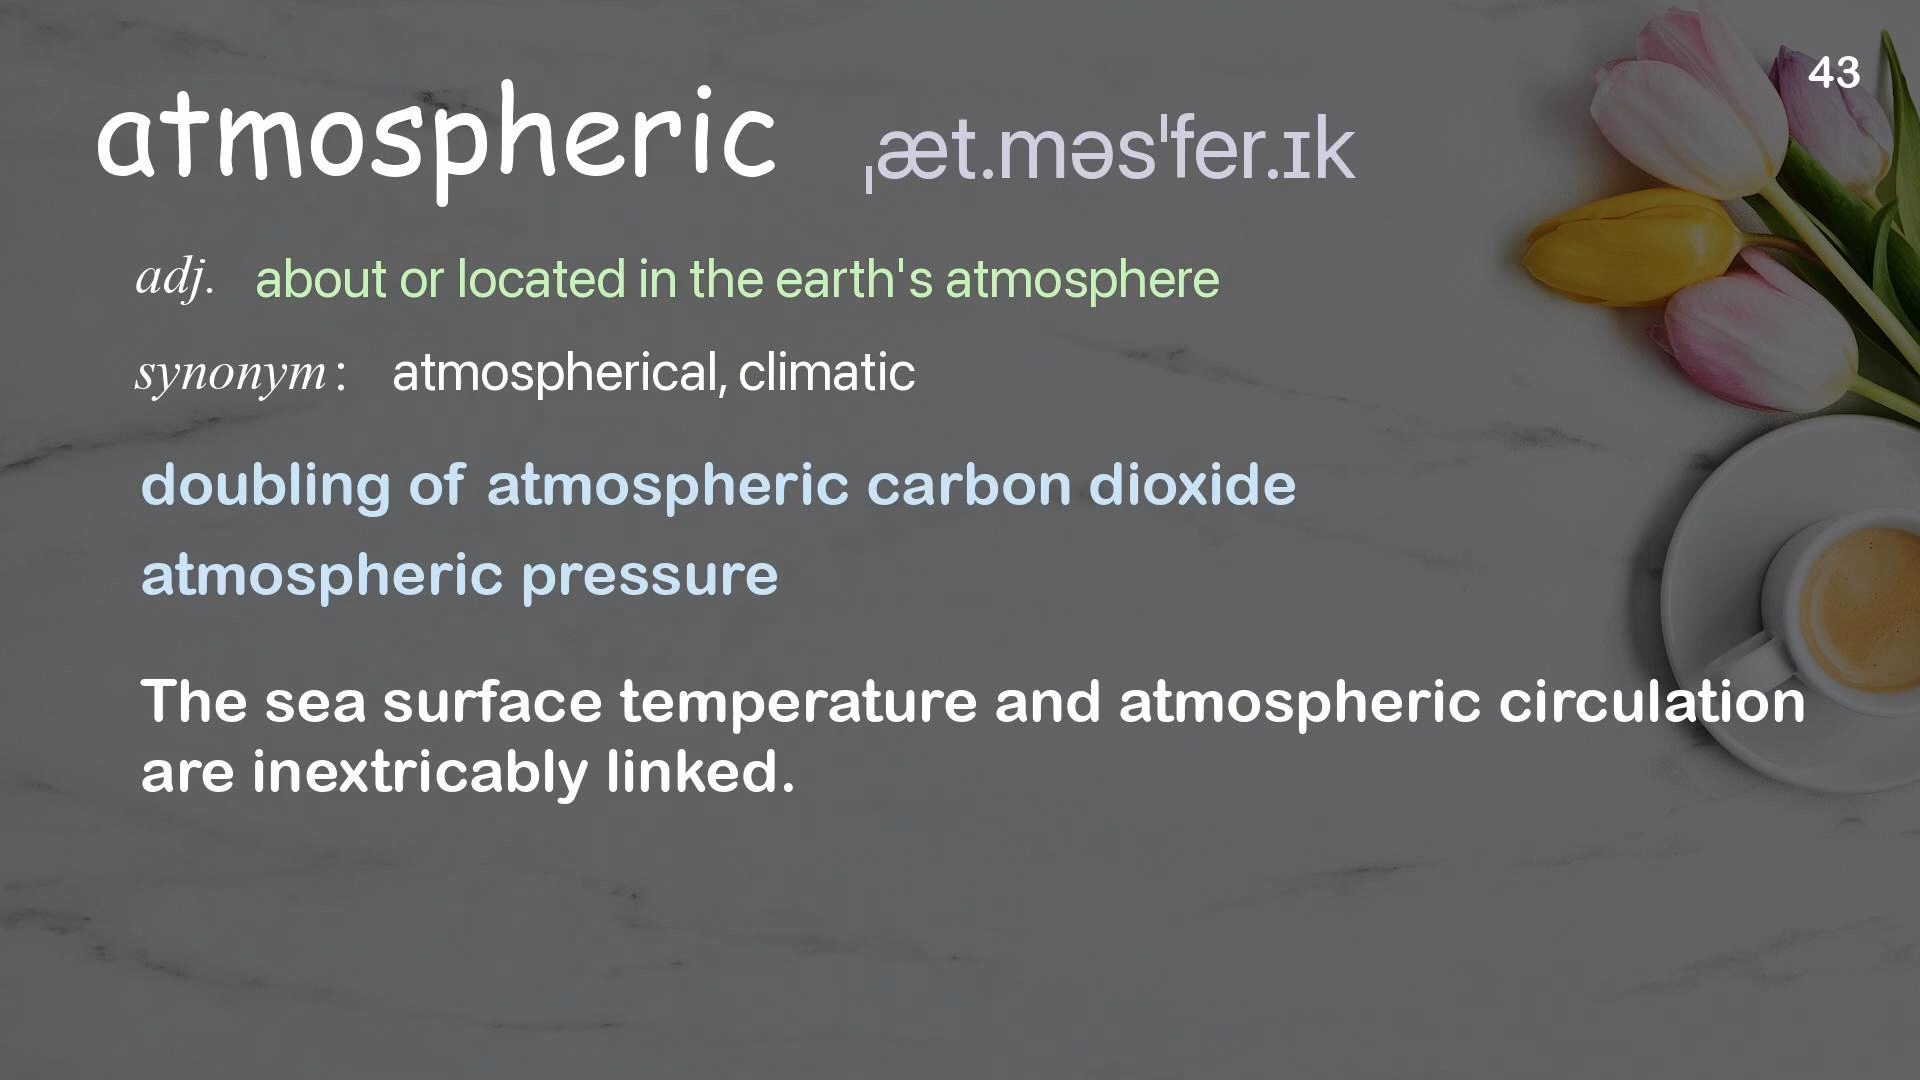 43
atmospheric ˌæt.məsˈfer.ɪk
adj. about or located in the earth's atmosphere
synonym: atmospherical, climatic
doubling of atmospheric carbon dioxide
atmospheric pressure
The sea surface temperature and atmospheric circulation
are inextricably linked.